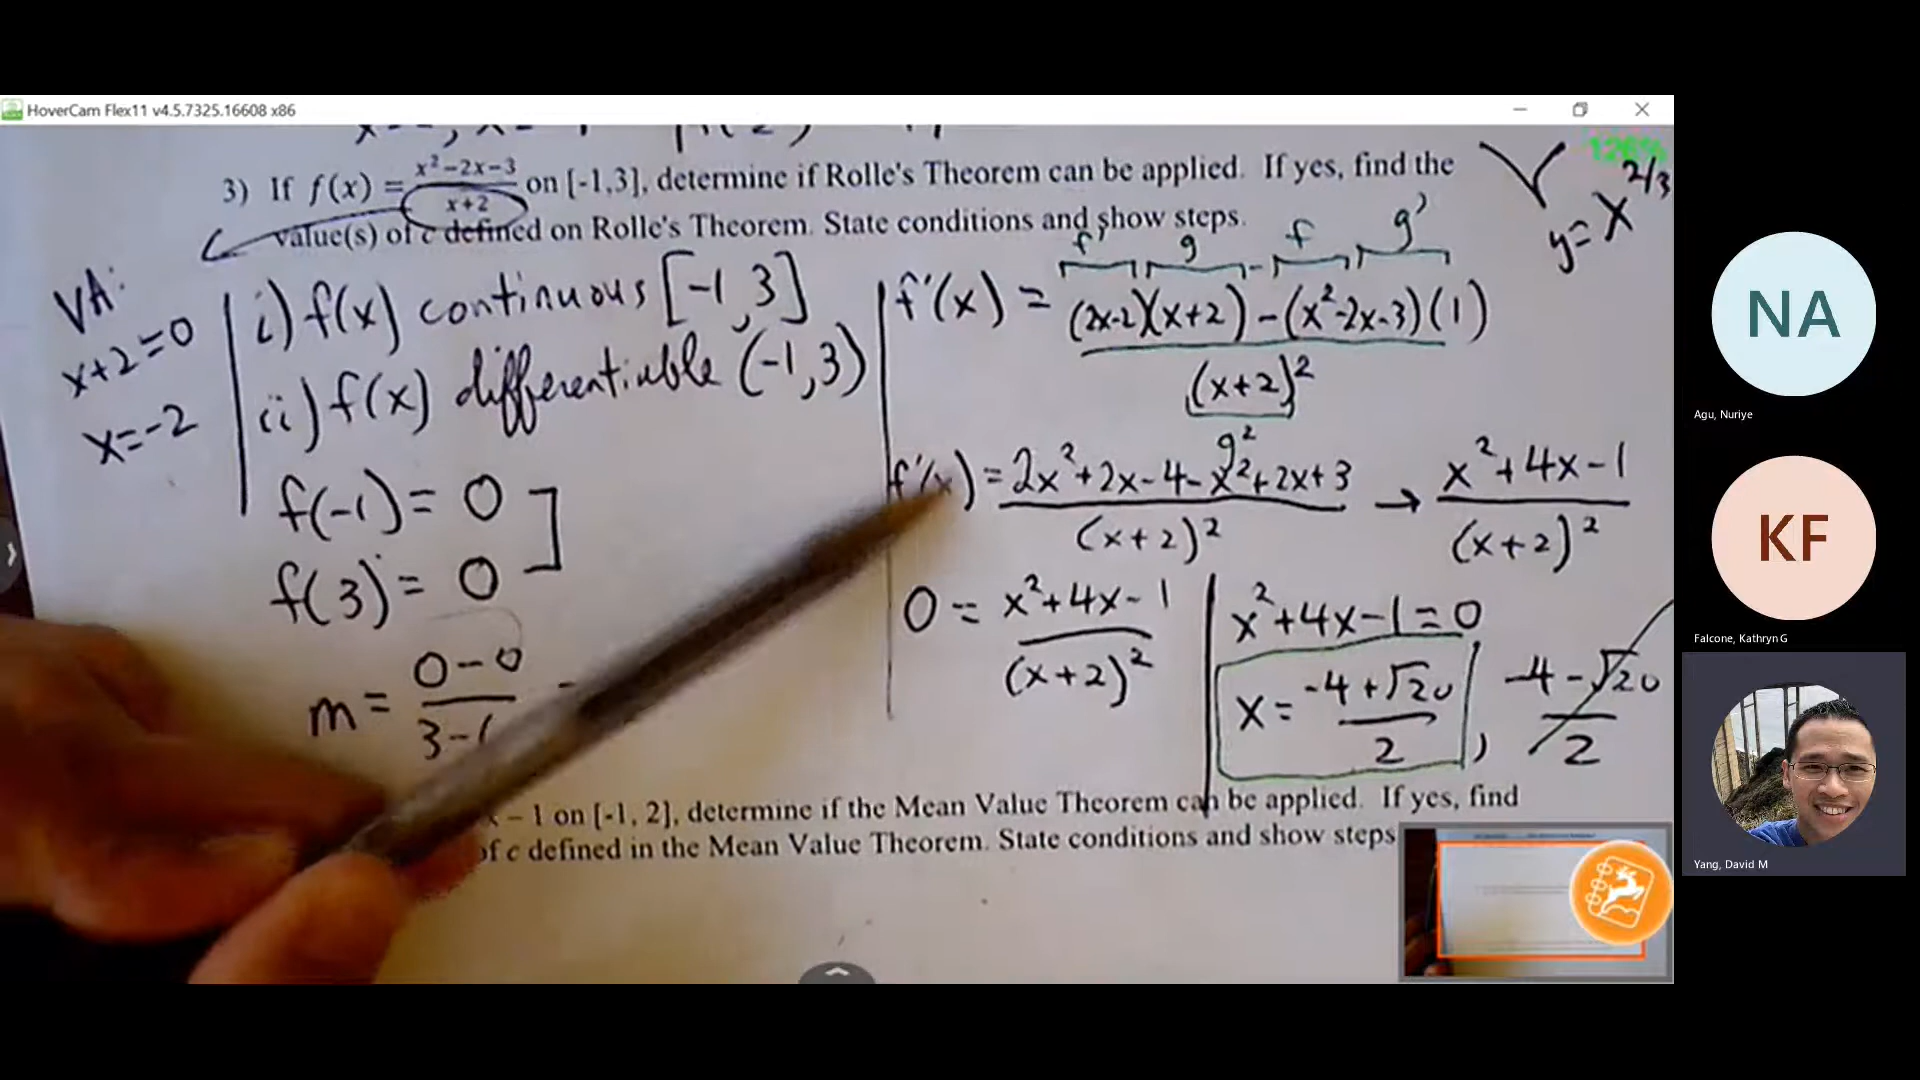 HoverCam Flex11 v4.5.7325.16608 x86
126%
3) If f(x) = x²-2x-3 / x+2 on [-1,3], determine if Rolle's Theorem can be applied. If yes, find the
value(s) of c defined on Rolle's Theorem. State conditions and show steps.
y = x^2/3
VA:
x+2=0
x=-2
i) f(x) continuous [-1,3]
ii) f(x) differentiable (-1,3)
f(-1) = 0
f(3) = 0
m = 0-0 / 3-(
f' g - f g'
f'(x) = (2x-2)(x+2) - (x²-2x-3)(1) / (x+2)²
g²
f'(x) = 2x²+2x-4-x²+2x+3 / (x+2)² → x²+4x-1 / (x+2)²
0 = x²+4x-1 / (x+2)²
x²+4x-1=0
x = -4+√20 / 2 , -4-√20 / 2
- 1 on [-1, 2], determine if the Mean Value Theorem can be applied. If yes, find
of c defined in the Mean Value Theorem. State conditions and show steps
NA
Agu, Nuriye
KF
Falcone, Kathryn G
Yang, David M